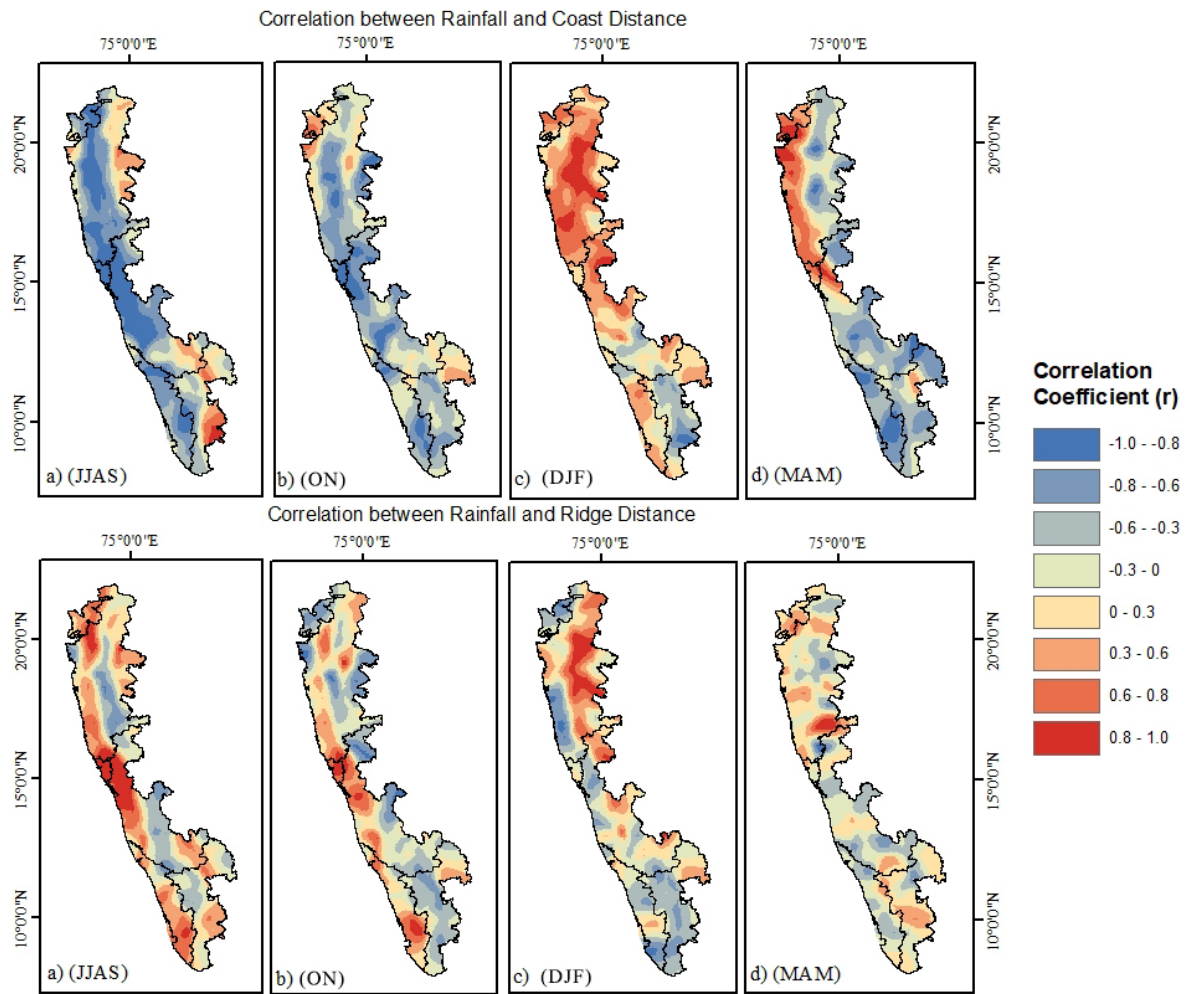 Correlation between Rainfall and Coast Distance
75°0'0"E 75°0'0"E 75°0'0"E 75°0'0"E
20°0'0"N 20°0'0"N
15°0'0"N 15°0'0"N
10°0'0"N 10°0'0"N
a) (JJAS) b) (ON) c) (DJF) d) (MAM)
Correlation between Rainfall and Ridge Distance
75°0'0"E 75°0'0"E 75°0'0"E 75°0'0"E
20°0'0"N 20°0'0"N
15°0'0"N 15°0'0"N
10°0'0"N 10°0'0"N
a) (JJAS) b) (ON) c) (DJF) d) (MAM)
Correlation
Coefficient (r)
-1.0 - -0.8
-0.8 - -0.6
-0.6 - -0.3
-0.3 - 0
0 - 0.3
0.3 - 0.6
0.6 - 0.8
0.8 - 1.0